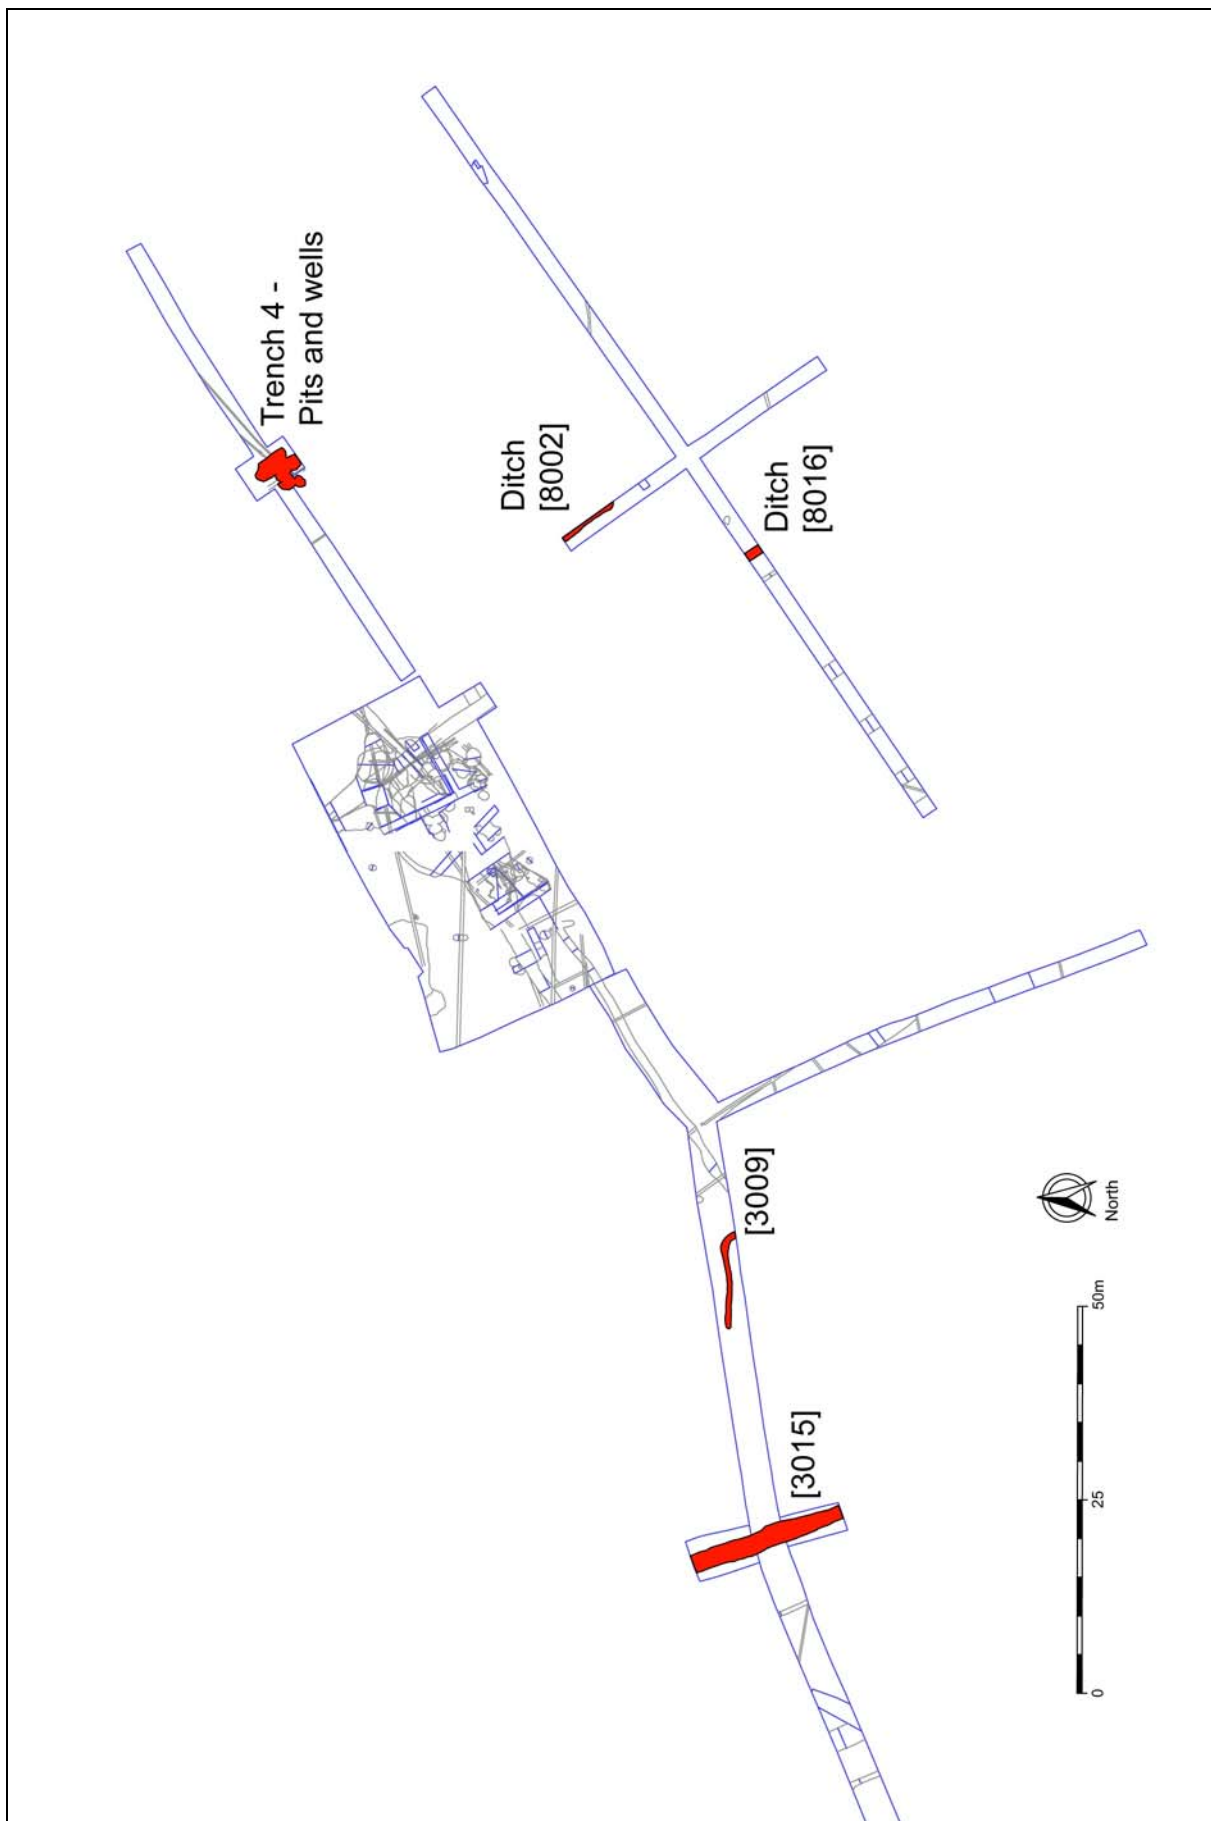 Trench 4 -
Pits and wells
Ditch
[8002]
Ditch
[8016]
[3009]
[3015]
North
0
25
50m